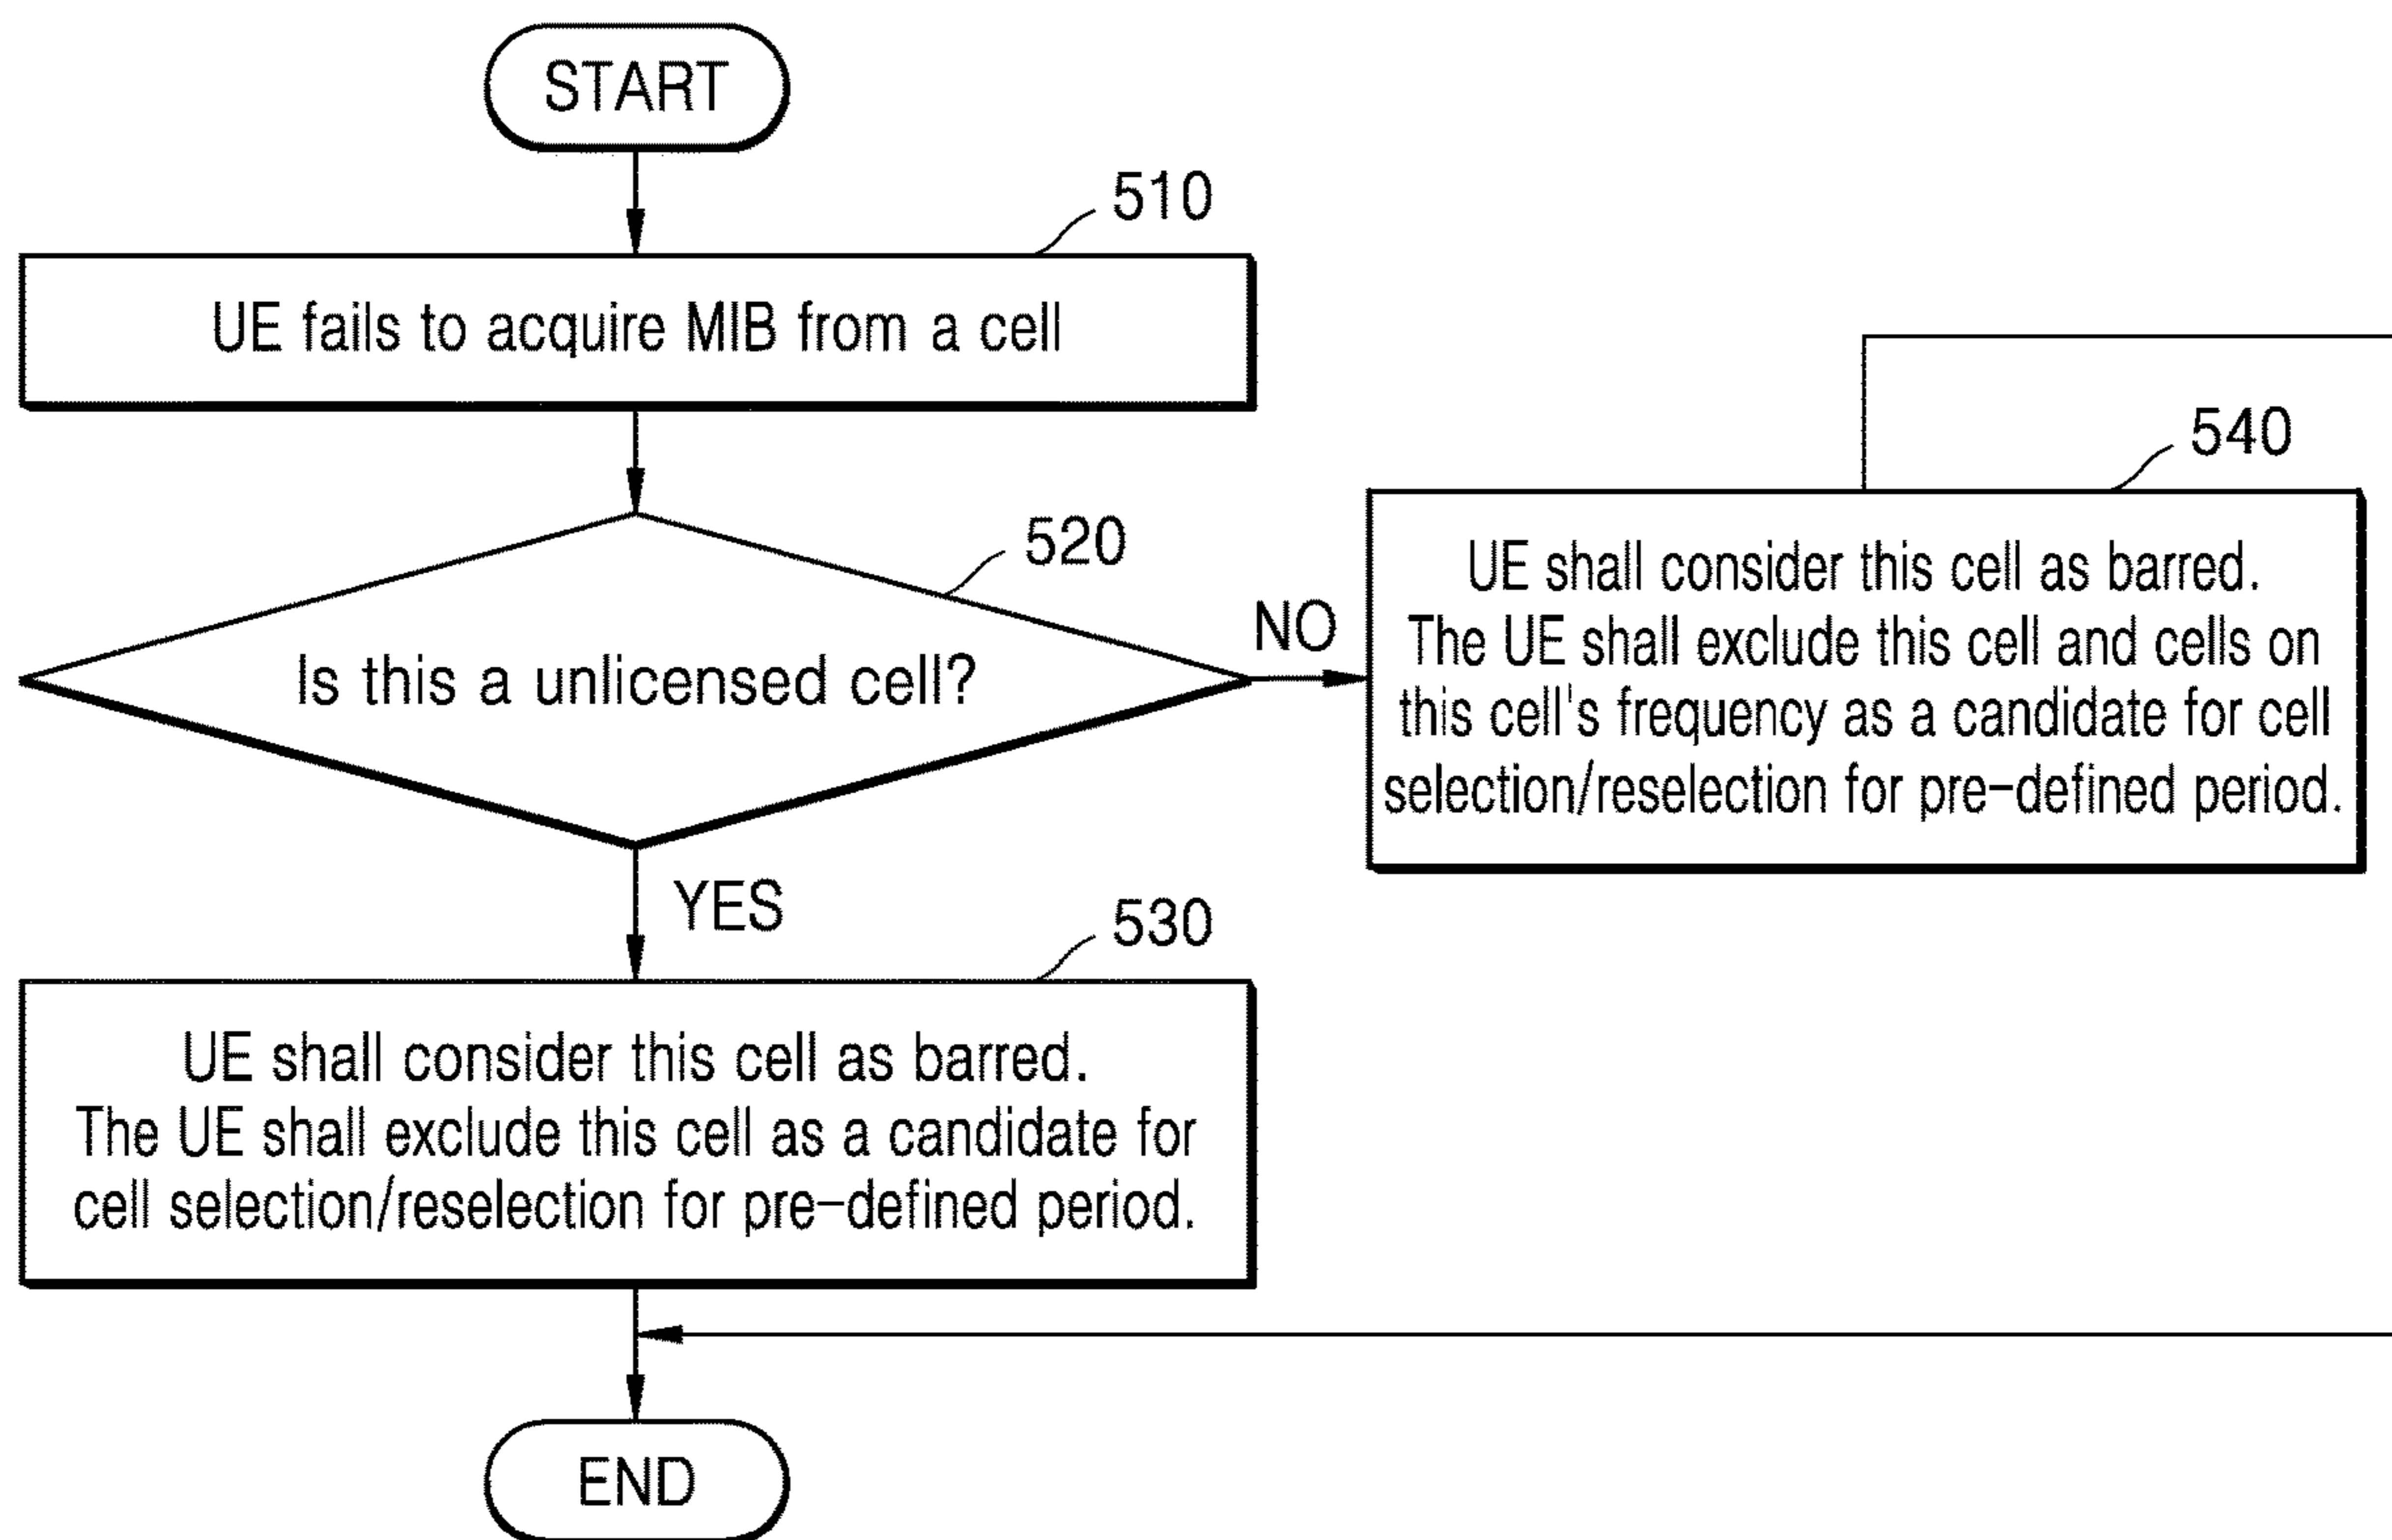 START
510
UE fails to acquire MIB from a cell
520
Is this a unlicensed cell?
NO
540
UE shall consider this cell as barred.
The UE shall exclude this cell and cells on
this cell's frequency as a candidate for cell
selection/reselection for pre-defined period.
YES
530
UE shall consider this cell as barred.
The UE shall exclude this cell as a candidate for
cell selection/reselection for pre-defined period.
END